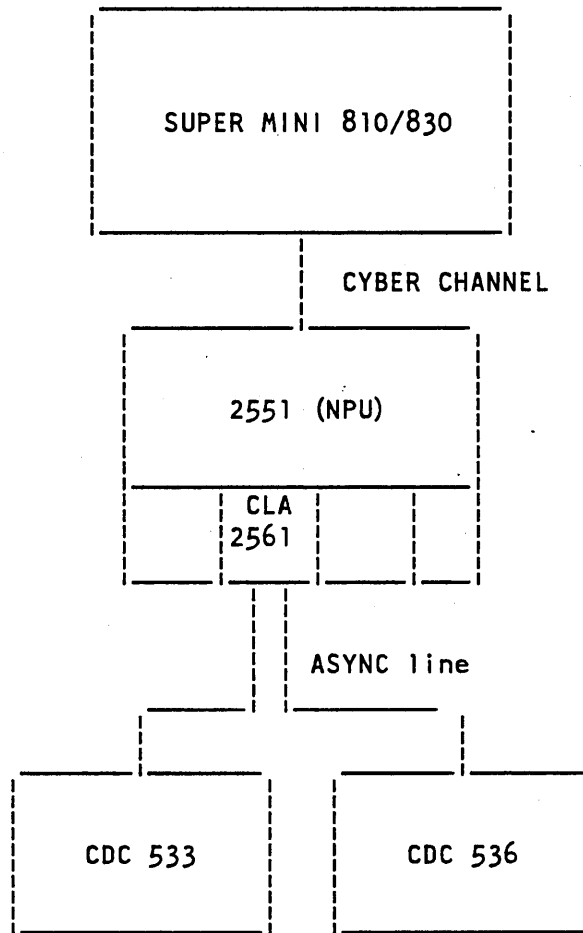 SUPER MINI 810/830
CYBER CHANNEL
2551 (NPU)
CLA
2561
ASYNC line
CDC 533
CDC 536